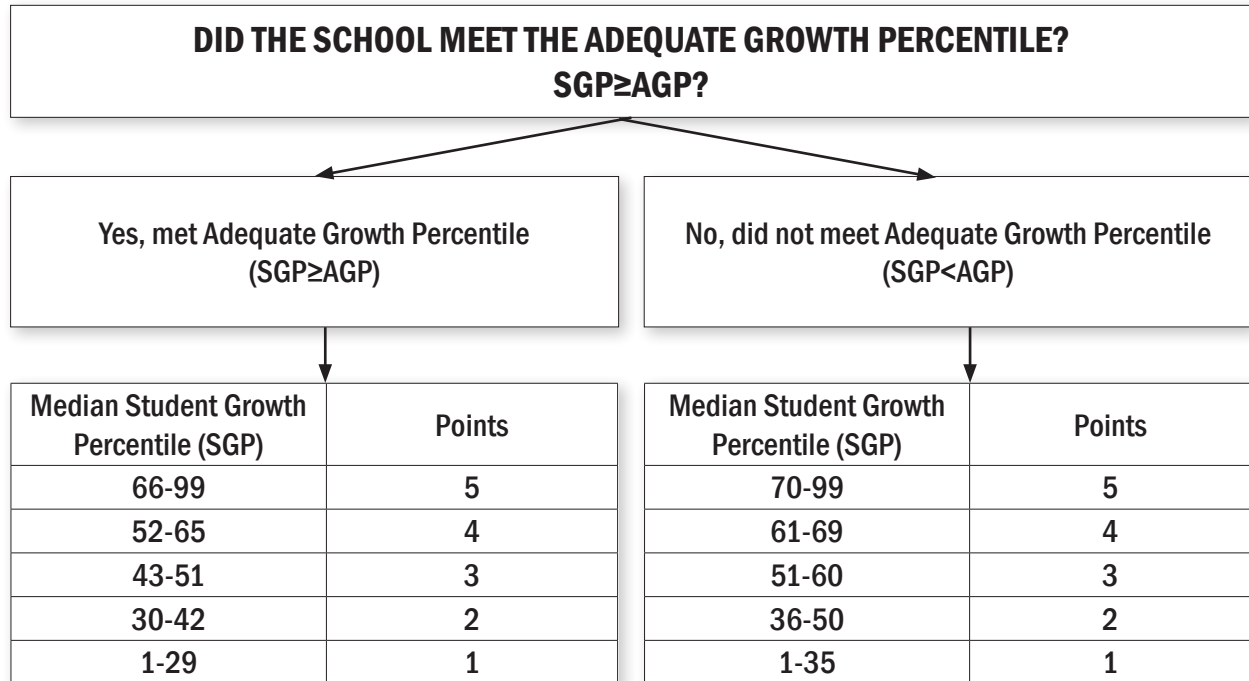 DID THE SCHOOL MEET THE ADEQUATE GROWTH PERCENTILE?
SGP≥AGP?
Yes, met Adequate Growth Percentile
(SGP≥AGP)
No, did not meet Adequate Growth Percentile
(SGP<AGP)
Median Student Growth
Percentile (SGP)
Points
66-99 5
52-65 4
43-51 3
30-42 2
1-29 1
Median Student Growth
Percentile (SGP)
Points
70-99 5
61-69 4
51-60 3
36-50 2
1-35 1